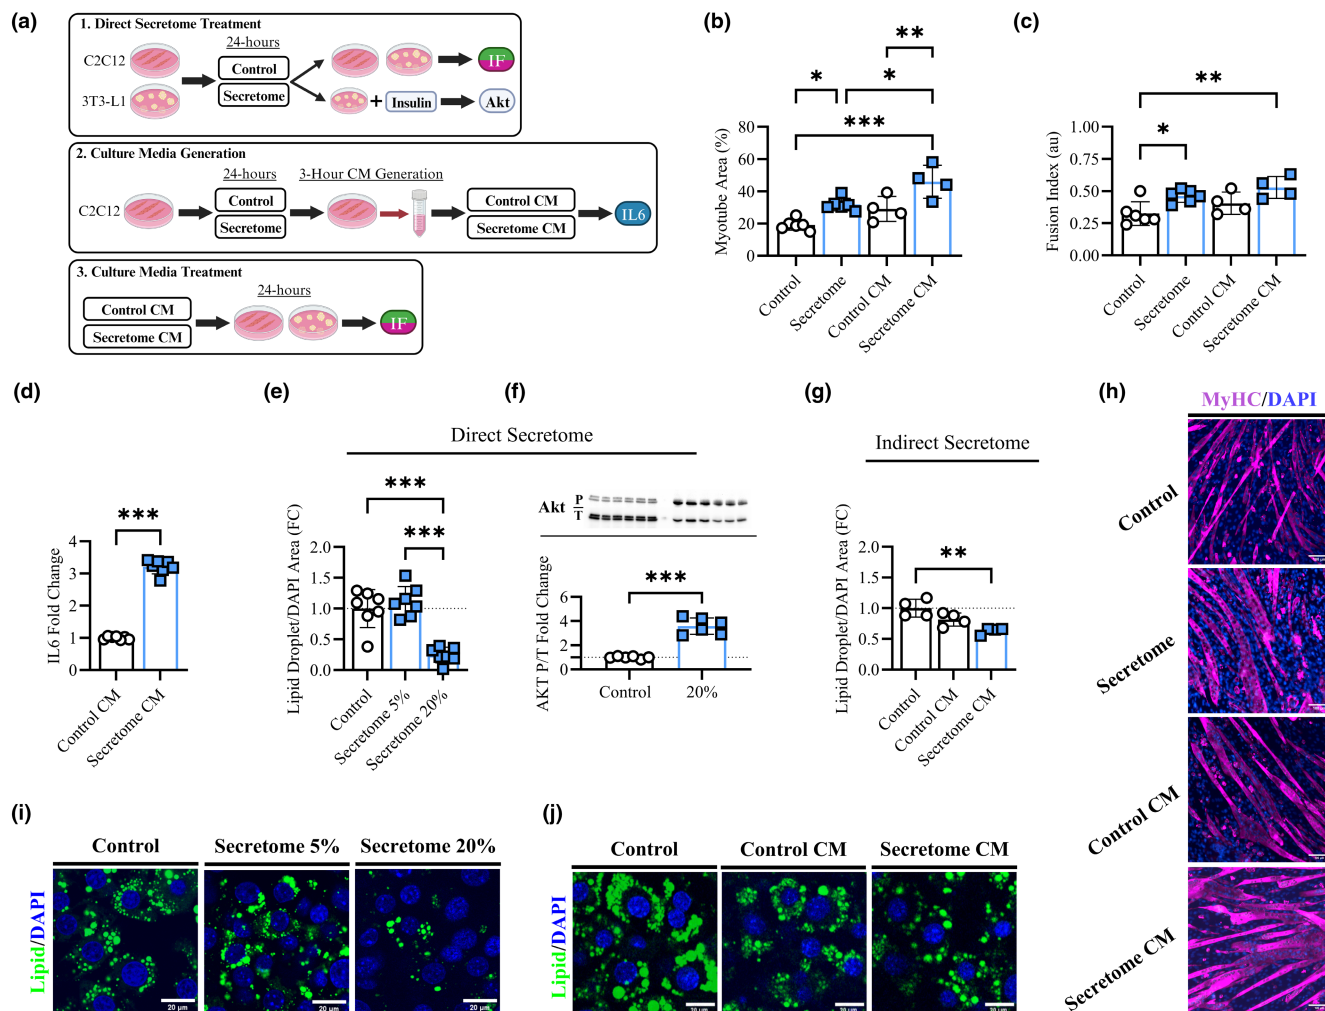 (a)
1. Direct Secretome Treatment
C2C12
3T3-L1
24-hours
Control
Secretome
IF
+ Insulin
Akt
2. Culture Media Generation
C2C12
24-hours
Control
Secretome
3-Hour CM Generation
Control CM
Secretome CM
IL6
3. Culture Media Treatment
Control CM
Secretome CM
24-hours
IF
(b)
Myotube Area (%)
80
60
40
20
0
*
**
*
***
Control
Secretome
Control CM
Secretome CM
(c)
Fusion Index (au)
1.00
0.75
0.50
0.25
0.00
**
*
Control
Secretome
Control CM
Secretome CM
(d)
IL6 Fold Change
4
3
2
1
0
***
Control CM
Secretome CM
Direct Secretome
(e)
Lipid Droplet/DAPI Area (FC)
2.0
1.5
1.0
0.5
0.0
***
***
Control
Secretome 5%
Secretome 20%
(f)
Akt P
T
AKT P/T Fold Change
6
4
2
1
0
***
Control
20%
(g)
Indirect Secretome
Lipid Droplet/DAPI Area (FC)
2.0
1.5
1.0
0.5
0.0
**
Control
Control CM
Secretome CM
(h)
MyHC/DAPI
Control
Secretome
Control CM
Secretome CM
(i)
Control
Secretome 5%
Secretome 20%
Lipid/DAPI
20 µm
20 µm
20 µm
(j)
Control
Control CM
Secretome CM
Lipid/DAPI
20 µm
20 µm
20 µm